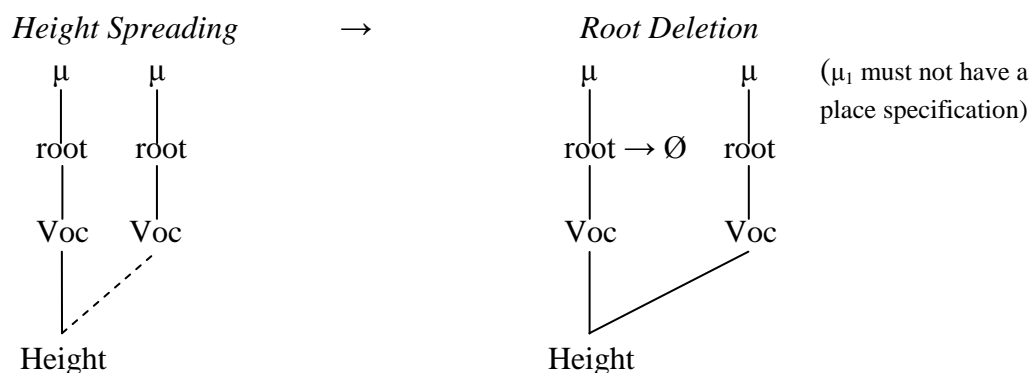 Height Spreading → Root Deletion
μ μ μ μ (μ₁ must not have a
place specification)
root root root → Ø root
Voc Voc Voc Voc
Height Height